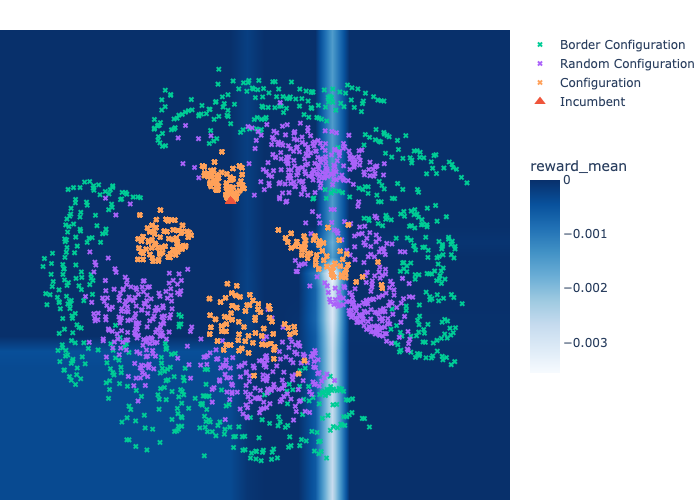 Border Configuration
Random Configuration
Configuration
Incumbent
reward_mean
0
−0.001
−0.002
−0.003